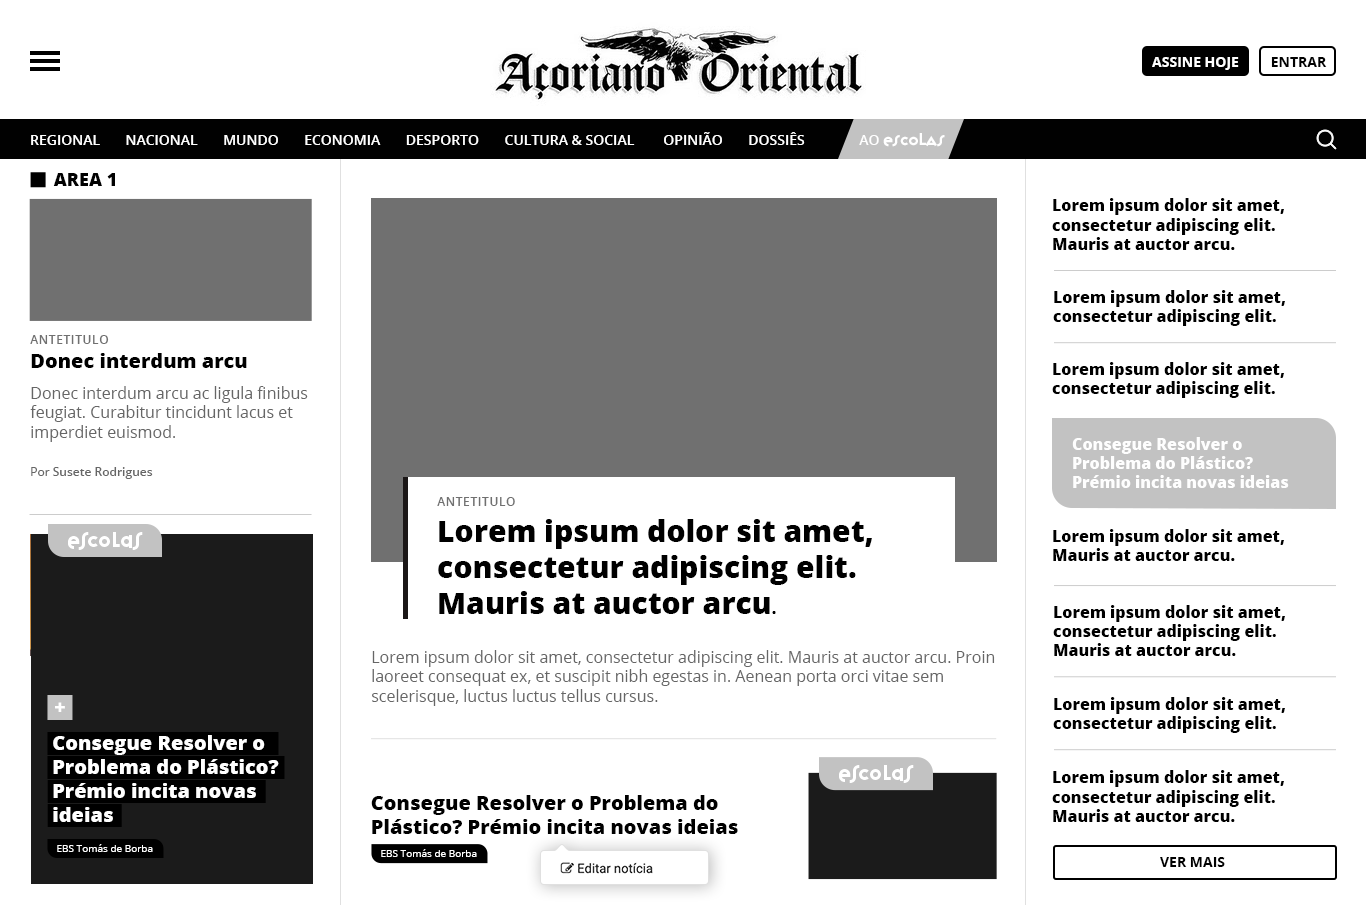 Açoriano Oriental
ASSINE HOJE
ENTRAR
REGIONAL NACIONAL MUNDO ECONOMIA DESPORTO CULTURA & SOCIAL OPINIÃO DOSSIÊS AO escolas
AREA 1
ANTETITULO
Donec interdum arcu
Donec interdum arcu ac ligula finibus
feugiat. Curabitur tincidunt lacus et
imperdiet euismod.
Por Susete Rodrigues
escolas
+
Consegue Resolver o
Problema do Plástico?
Prémio incita novas
ideias
EBS Tomás de Borba
ANTETITULO
Lorem ipsum dolor sit amet,
consectetur adipiscing elit.
Mauris at auctor arcu.
Lorem ipsum dolor sit amet, consectetur adipiscing elit. Mauris at auctor arcu. Proin
laoreet consequat ex, et suscipit nibh egestas in. Aenean porta orci vitae sem
scelerisque, luctus luctus tellus cursus.
Consegue Resolver o Problema do
Plástico? Prémio incita novas ideias
EBS Tomás de Borba
Editar notícia
escolas
Lorem ipsum dolor sit amet,
consectetur adipiscing elit.
Mauris at auctor arcu.
Lorem ipsum dolor sit amet,
consectetur adipiscing elit.
Lorem ipsum dolor sit amet,
consectetur adipiscing elit.
Consegue Resolver o
Problema do Plástico?
Prémio incita novas ideias
Lorem ipsum dolor sit amet,
Mauris at auctor arcu.
Lorem ipsum dolor sit amet,
consectetur adipiscing elit.
Mauris at auctor arcu.
Lorem ipsum dolor sit amet,
consectetur adipiscing elit.
Lorem ipsum dolor sit amet,
consectetur adipiscing elit.
Mauris at auctor arcu.
VER MAIS